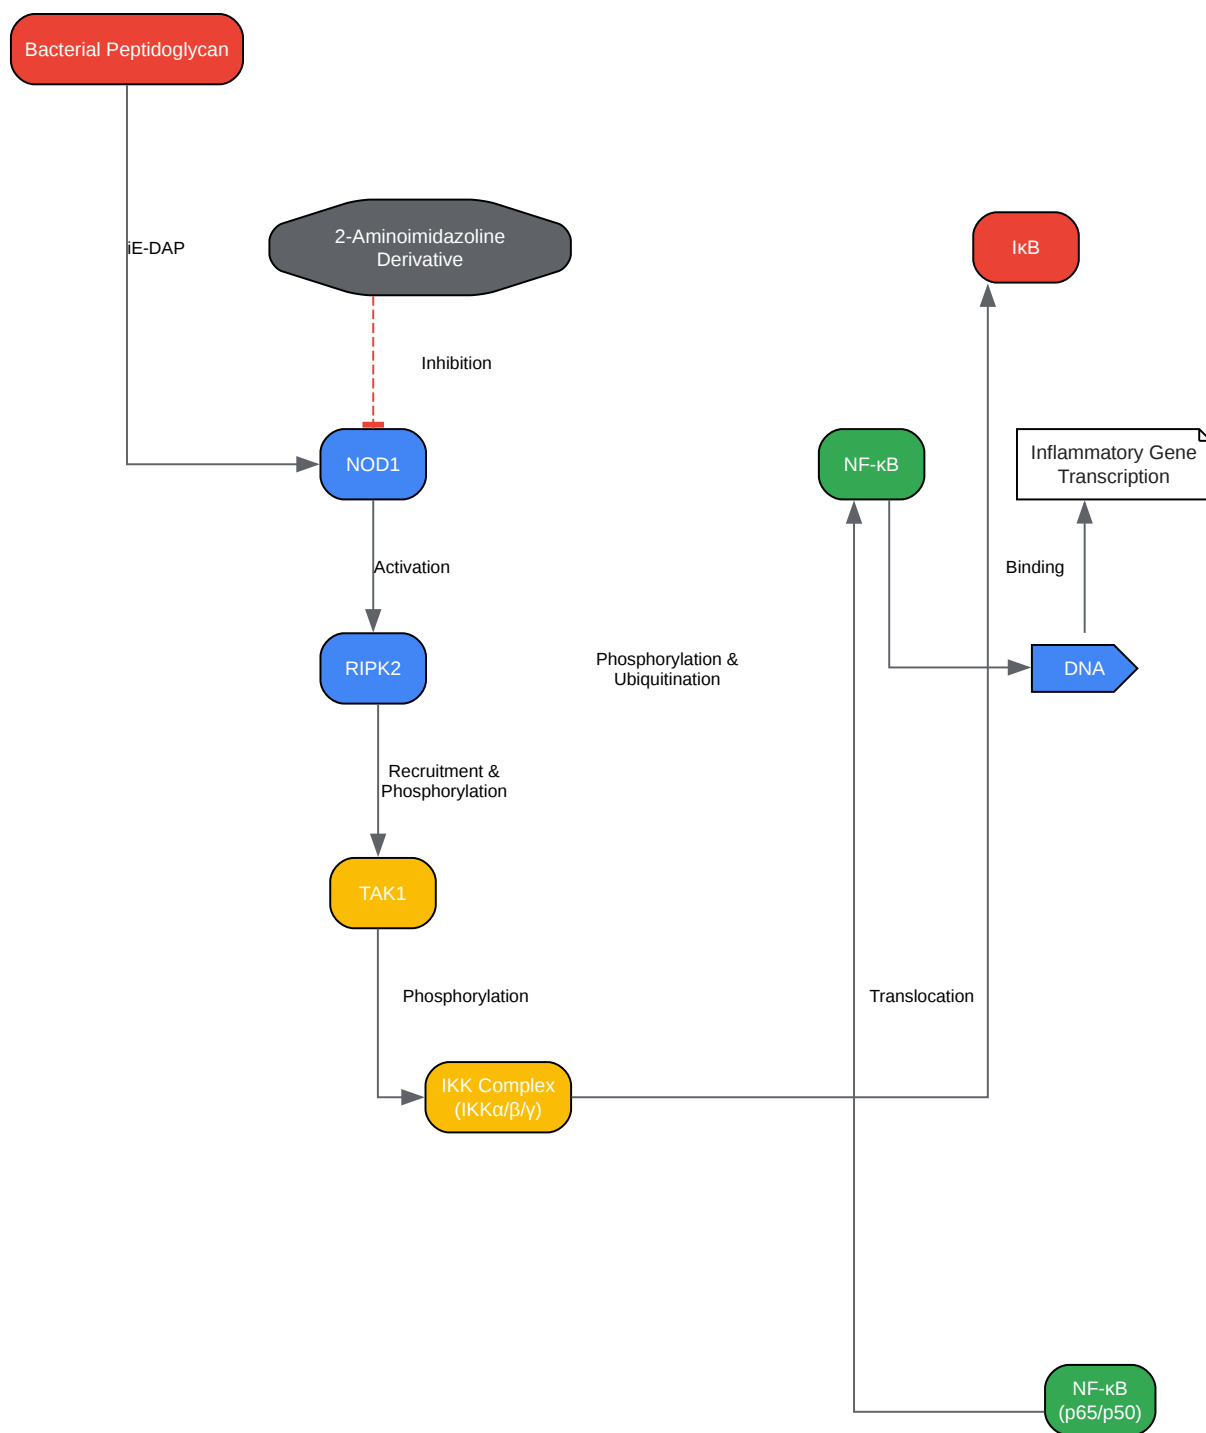 Bacterial Peptidoglycan
iE-DAP
2-Aminoimidazoline
Derivative
IκB
Inhibition
NOD1
NF-κB
Inflammatory Gene
Transcription
Activation
Binding
RIPK2
Phosphorylation &
Ubiquitination
DNA
Recruitment &
Phosphorylation
TAK1
Phosphorylation
Translocation
IKK Complex
(IKKα/β/γ)
NF-κB
(p65/p50)